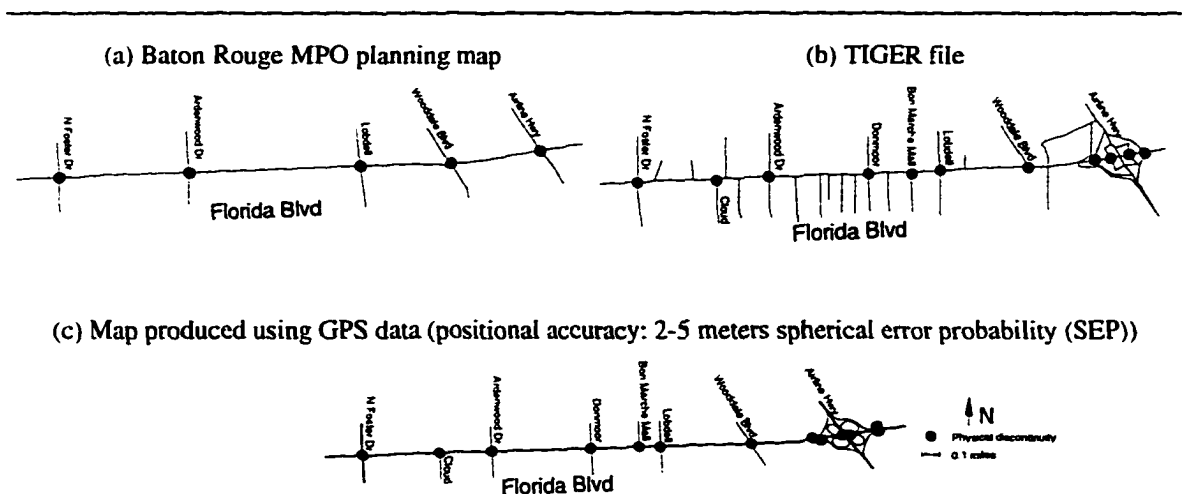 (a) Baton Rouge MPO planning map
(b) TIGER file
N Foster Dr
Ardenwood Dr
Lobdell
Wooddale Blvd
Airline Hwy
Florida Blvd
N Foster Dr
Cloud
Ardenwood Dr
Donmoor
Bon Marche Mall
Lobdell
Wooddale Blvd
Airline Hwy
Florida Blvd
(c) Map produced using GPS data (positional accuracy: 2-5 meters spherical error probability (SEP))
N Foster Dr
Cloud
Ardenwood Dr
Donmoor
Bon Marche Mall
Lobdell
Wooddale Blvd
Airline Hwy
Florida Blvd
N
Physical discontinuity
0.1 miles